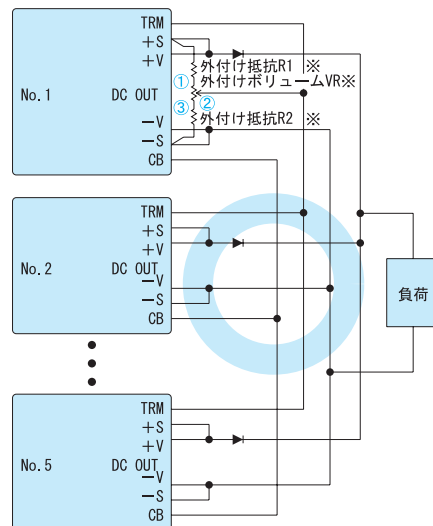 TRM
+S
+V
外付け抵抗R1 ※
① 外付けボリュームVR※
No.1 DC OUT ②
③
外付け抵抗R2 ※
−V
−S
CB
TRM
+S
+V
No.2 DC OUT
−V
−S
CB
負荷
TRM
+S
+V
No.5 DC OUT
−V
−S
CB